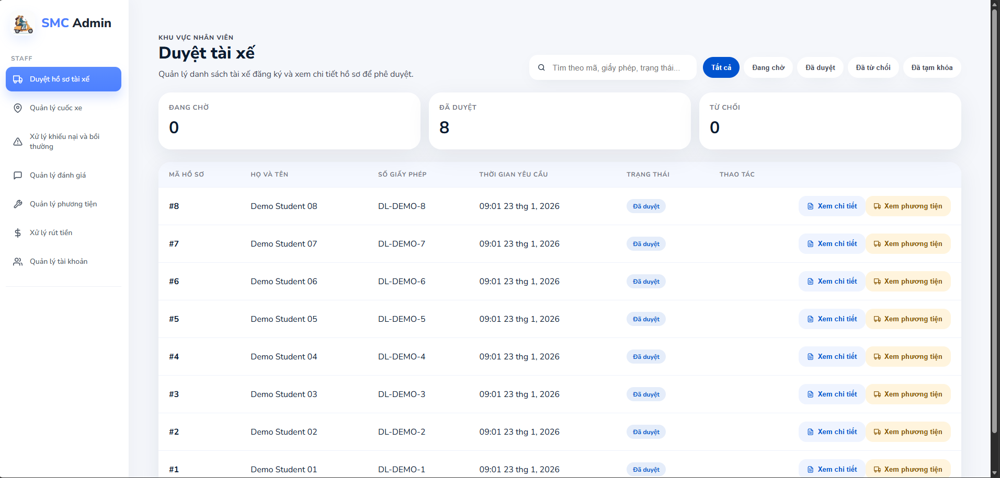 SMC Admin
STAFF
Duyệt hồ sơ tài xế
Quản lý cuốc xe
Xử lý khiếu nại và bồi
thường
Quản lý đánh giá
Quản lý phương tiện
Xử lý rút tiền
Quản lý tài khoản
KHU VỰC NHÂN VIÊN
Duyệt tài xế
Quản lý danh sách tài xế đăng ký và xem chi tiết hồ sơ để phê duyệt.
Tìm theo mã, giấy phép, trạng thái...
Tất cả
Đang chờ
Đã duyệt
Đã từ chối
Đã tạm khóa
ĐANG CHỜ
0
ĐÃ DUYỆT
8
TỪ CHỐI
0
MÃ HỒ SƠ HỌ VÀ TÊN SỐ GIẤY PHÉP THỜI GIAN YÊU CẦU TRẠNG THÁI THAO TÁC
#8 Demo Student 08 DL-DEMO-8 09:01 23 thg 1, 2026 Đã duyệt Xem chi tiết Xem phương tiện
#7 Demo Student 07 DL-DEMO-7 09:01 23 thg 1, 2026 Đã duyệt Xem chi tiết Xem phương tiện
#6 Demo Student 06 DL-DEMO-6 09:01 23 thg 1, 2026 Đã duyệt Xem chi tiết Xem phương tiện
#5 Demo Student 05 DL-DEMO-5 09:01 23 thg 1, 2026 Đã duyệt Xem chi tiết Xem phương tiện
#4 Demo Student 04 DL-DEMO-4 09:01 23 thg 1, 2026 Đã duyệt Xem chi tiết Xem phương tiện
#3 Demo Student 03 DL-DEMO-3 09:01 23 thg 1, 2026 Đã duyệt Xem chi tiết Xem phương tiện
#2 Demo Student 02 DL-DEMO-2 09:01 23 thg 1, 2026 Đã duyệt Xem chi tiết Xem phương tiện
#1 Demo Student 01 DL-DEMO-1 09:01 23 thg 1, 2026 Đã duyệt Xem chi tiết Xem phương tiện